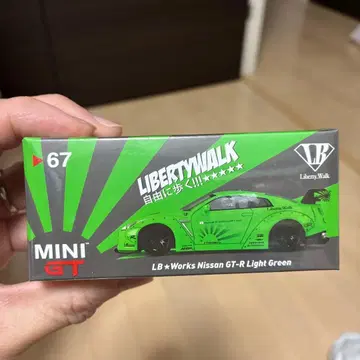 67
LIBERTYWALK
自由に歩く!!!★★★★★
LB
Liberty Walk
MINI
GT
LB★Works Nissan GT-R Light Green